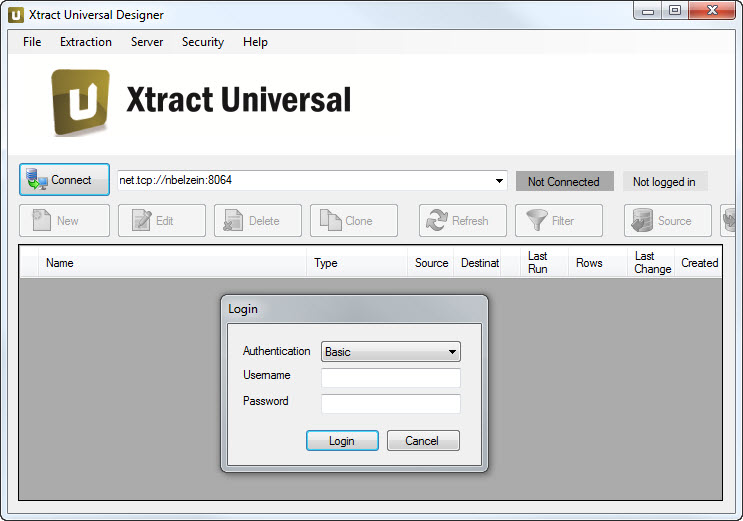 Xtract Universal Designer
File Extraction Server Security Help
Xtract Universal
Connect net.tcp://nbelzein:8064 Not Connected Not logged in
New Edit Delete Clone Refresh Filter Source
Name Type Source Destinat Last Run Rows Last Change Created
Login
Authentication Basic
Username
Password
Login Cancel